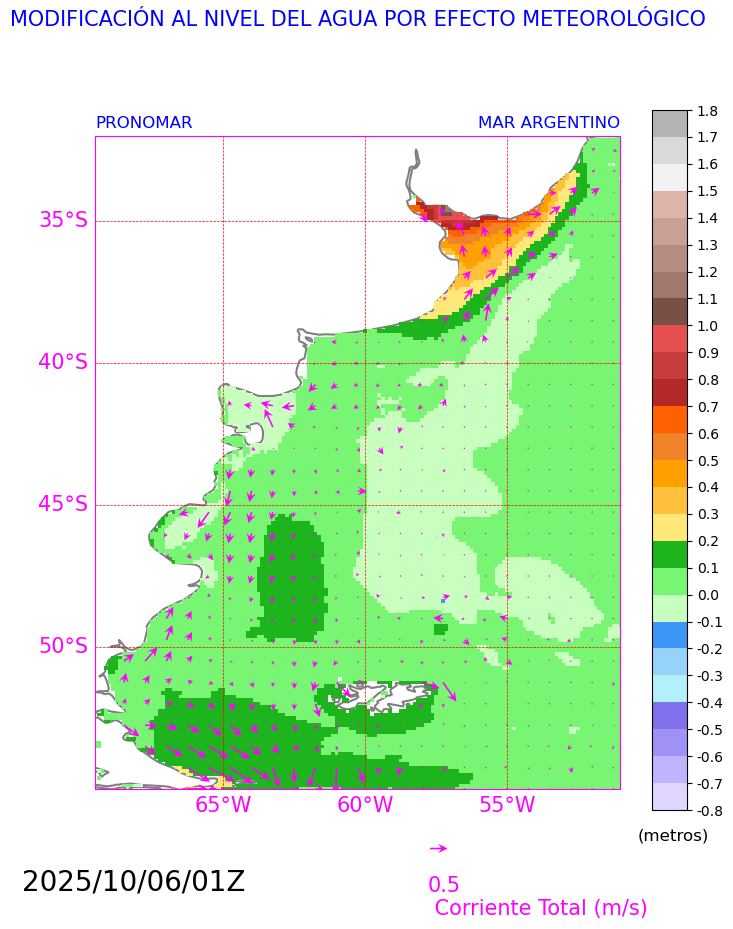 MODIFICACIÓN AL NIVEL DEL AGUA POR EFECTO METEOROLÓGICO
PRONOMAR MAR ARGENTINO
35°S
40°S
45°S
50°S
65°W 60°W 55°W
1.8
1.7
1.6
1.5
1.4
1.3
1.2
1.1
1.0
0.9
0.8
0.7
0.6
0.5
0.4
0.3
0.2
0.1
0.0
-0.1
-0.2
-0.3
-0.4
-0.5
-0.6
-0.7
-0.8
(metros)
2025/10/06/01Z
0.5
Corriente Total (m/s)